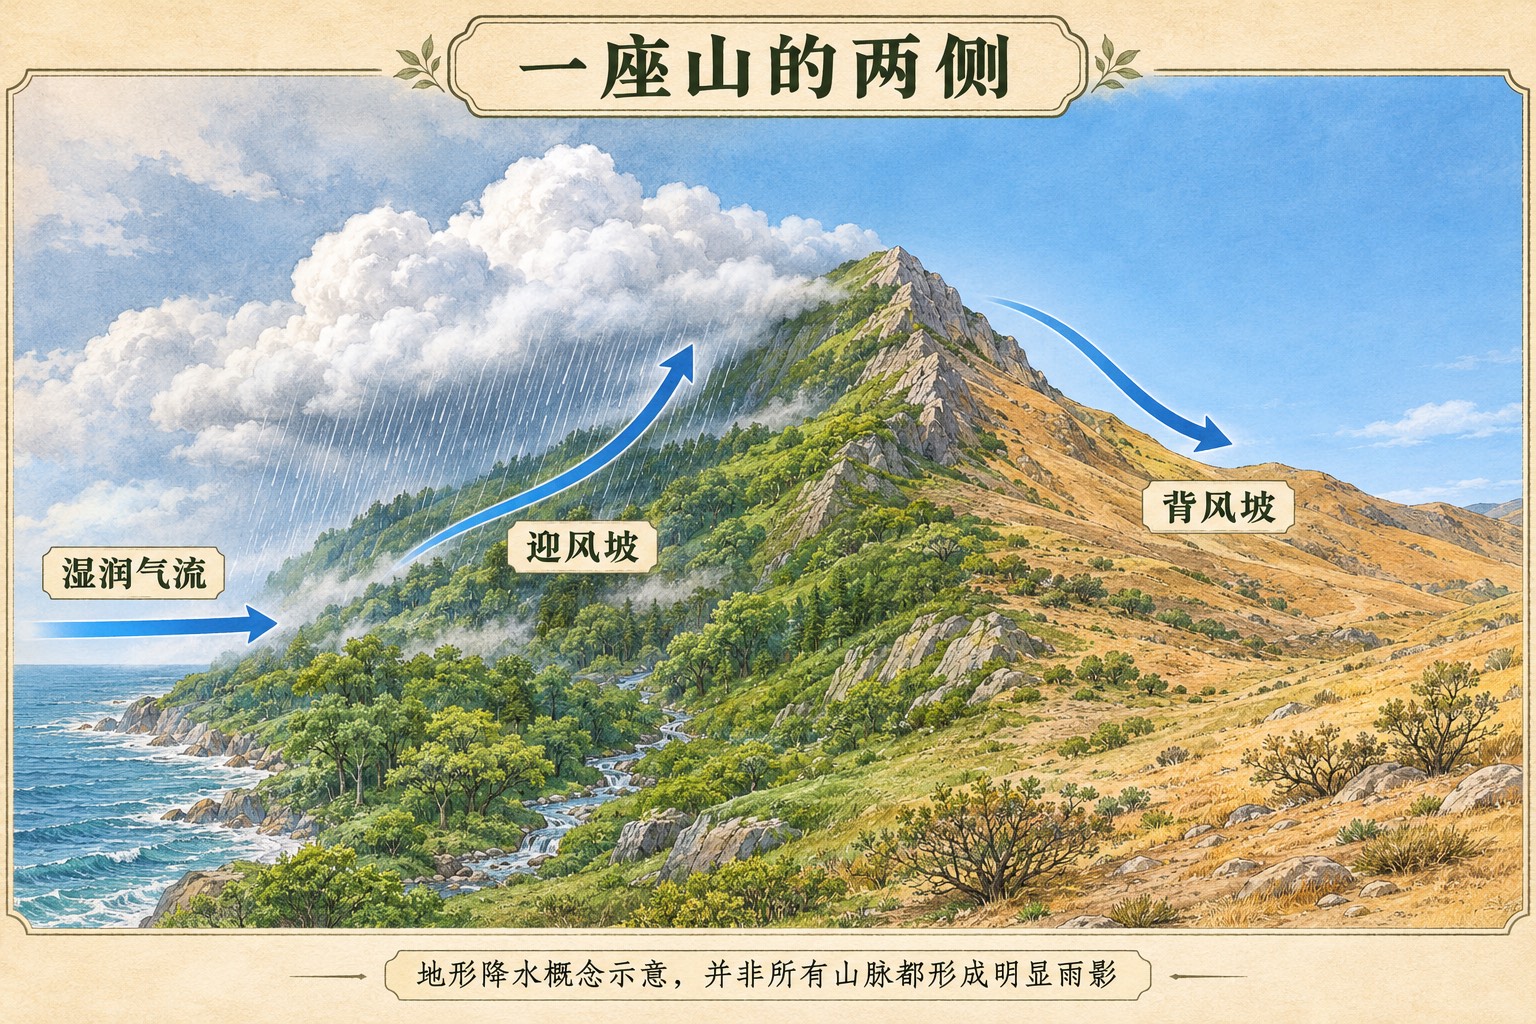 一座山的两侧
湿润气流
迎风坡
背风坡
地形降水概念示意，并非所有山脉都形成明显雨影